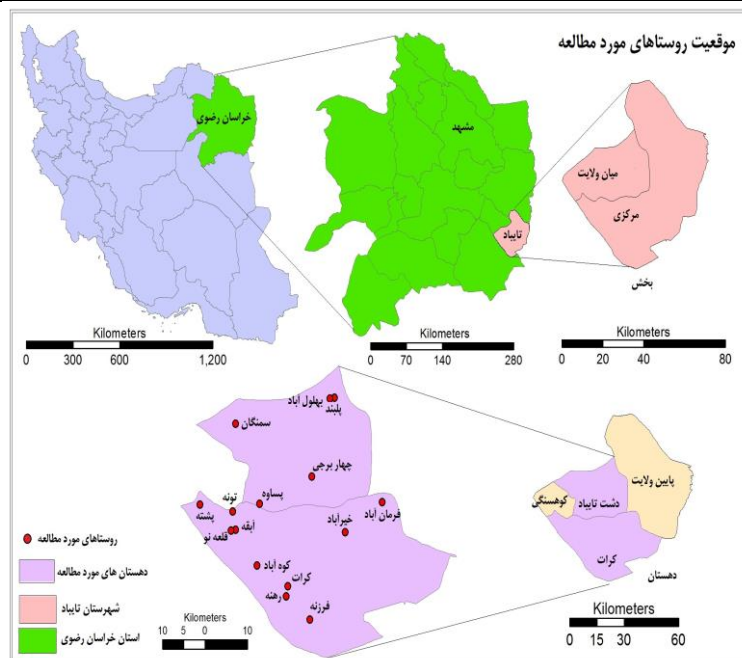 موقعیت روستاهای مورد مطالعه
خراسان رضوی
مشهد
تایباد
میان ولایت
مرکزی
بخش
Kilometers
0 300 600 1,200
Kilometers
0 70 140 280
Kilometers
0 20 40 80
بهلول آباد
پلبند
سمنگان
چهار برجی
پساوه
تونه
پشته
آبقه
قلعه نو
فرمان آباد
خیرآباد
کوه آباد
کرات
رهنه
فرزنه
پایین ولایت
دشت تایباد
کوهسنگی
کرات
دهستان
روستاهای مورد مطالعه
دهستان های مورد مطالعه
شهرستان تایباد
استان خراسان رضوی
Kilometers
10 5 0 10
Kilometers
0 15 30 60